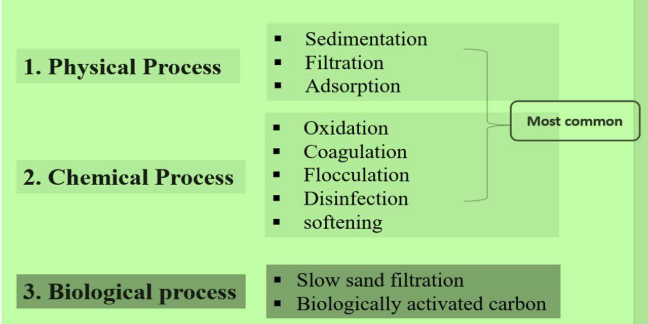 1. Physical Process
▪ Sedimentation
▪ Filtration
▪ Adsorption
Most common
2. Chemical Process
▪ Oxidation
▪ Coagulation
▪ Flocculation
▪ Disinfection
▪ softening
3. Biological process
▪ Slow sand filtration
▪ Biologically activated carbon